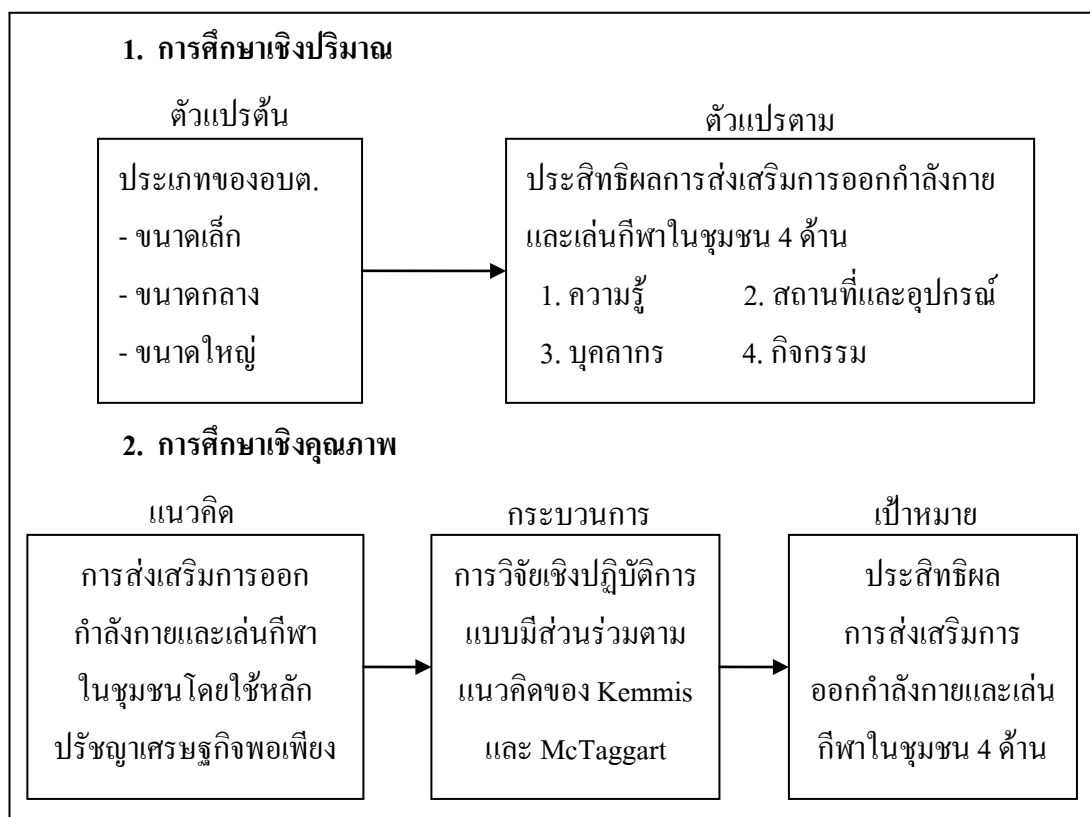 1. การศึกษาเชิงปริมาณ
ตัวแปรต้น
ประเภทของอบต.
- ขนาดเล็ก
- ขนาดกลาง
- ขนาดใหญ่
ตัวแปรตาม
ประสิทธิผลการส่งเสริมการออกกำลังกาย
และเล่นกีฬาในชุมชน 4 ด้าน
1. ความรู้ 2. สถานที่และอุปกรณ์
3. บุคลากร 4. กิจกรรม
2. การศึกษาเชิงคุณภาพ
แนวคิด
การส่งเสริมการออก
กำลังกายและเล่นกีฬา
ในชุมชนโดยใช้หลัก
ปรัชญาเศรษฐกิจพอเพียง
กระบวนการ
การวิจัยเชิงปฏิบัติการ
แบบมีส่วนร่วมตาม
แนวคิดของ Kemmis
และ McTaggart
เป้าหมาย
ประสิทธิผล
การส่งเสริมการ
ออกกำลังกายและเล่น
กีฬาในชุมชน 4 ด้าน